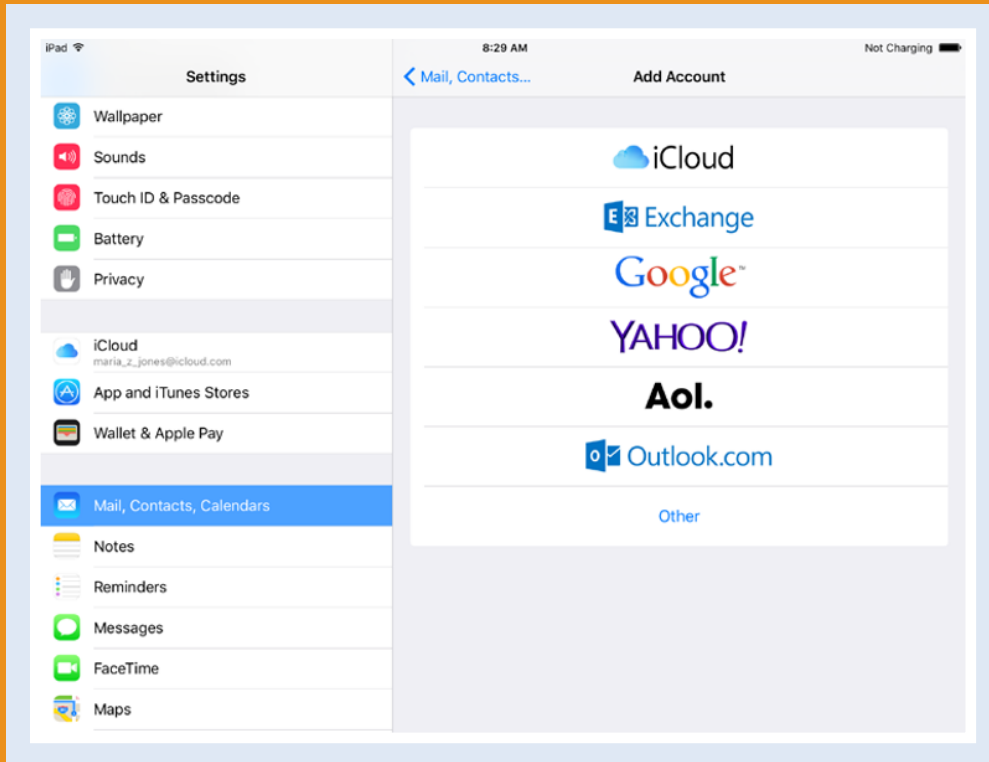 iPad 8:29 AM Not Charging
Settings
Wallpaper
Sounds
Touch ID & Passcode
Battery
Privacy
iCloud
maria_z_jones@icloud.com
App and iTunes Stores
Wallet & Apple Pay
Mail, Contacts, Calendars
Notes
Reminders
Messages
FaceTime
Maps
Mail, Contacts... Add Account
iCloud
E Exchange
Google™
YAHOO!
Aol.
o Outlook.com
Other